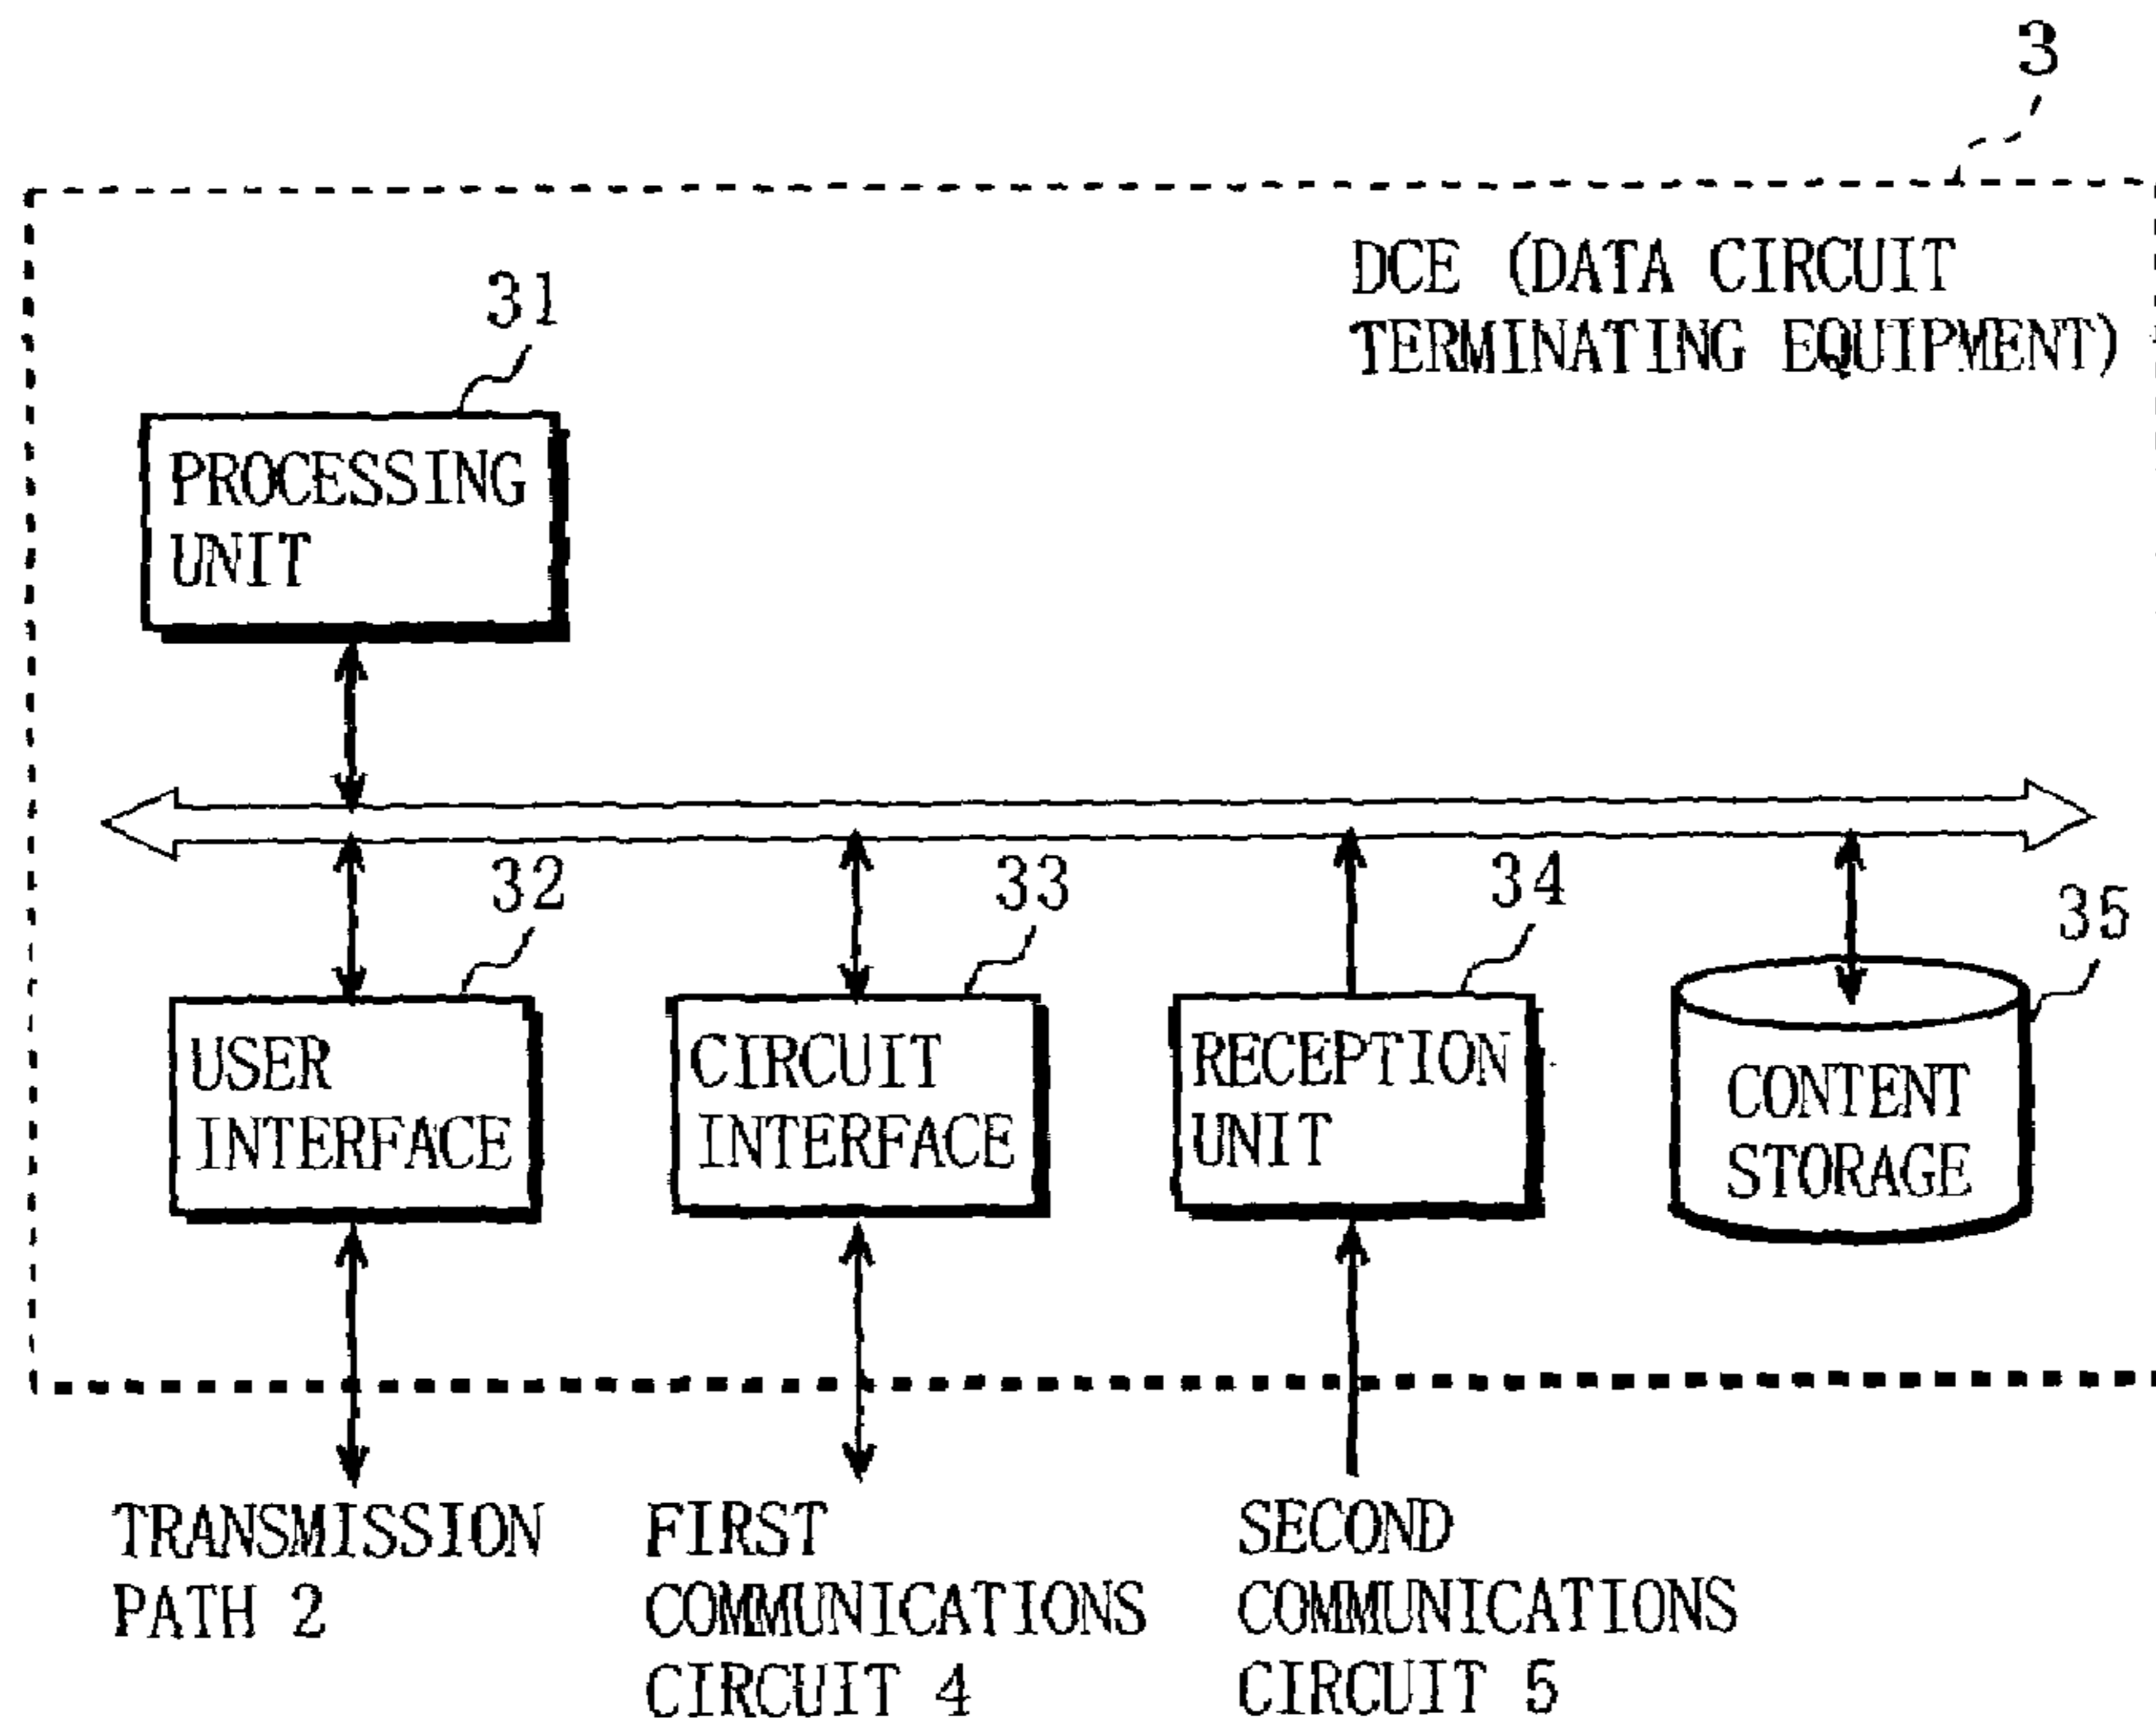 3
DCE (DATA CIRCUIT
TERMINATING EQUIPMENT)
31
PROCESSING
UNIT
32
33
34
35
USER
INTERFACE
CIRCUIT
INTERFACE
RECEPTION
UNIT
CONTENT
STORAGE
TRANSMISSION
PATH 2
FIRST
COMMUNICATIONS
CIRCUIT 4
SECOND
COMMUNICATIONS
CIRCUIT 5